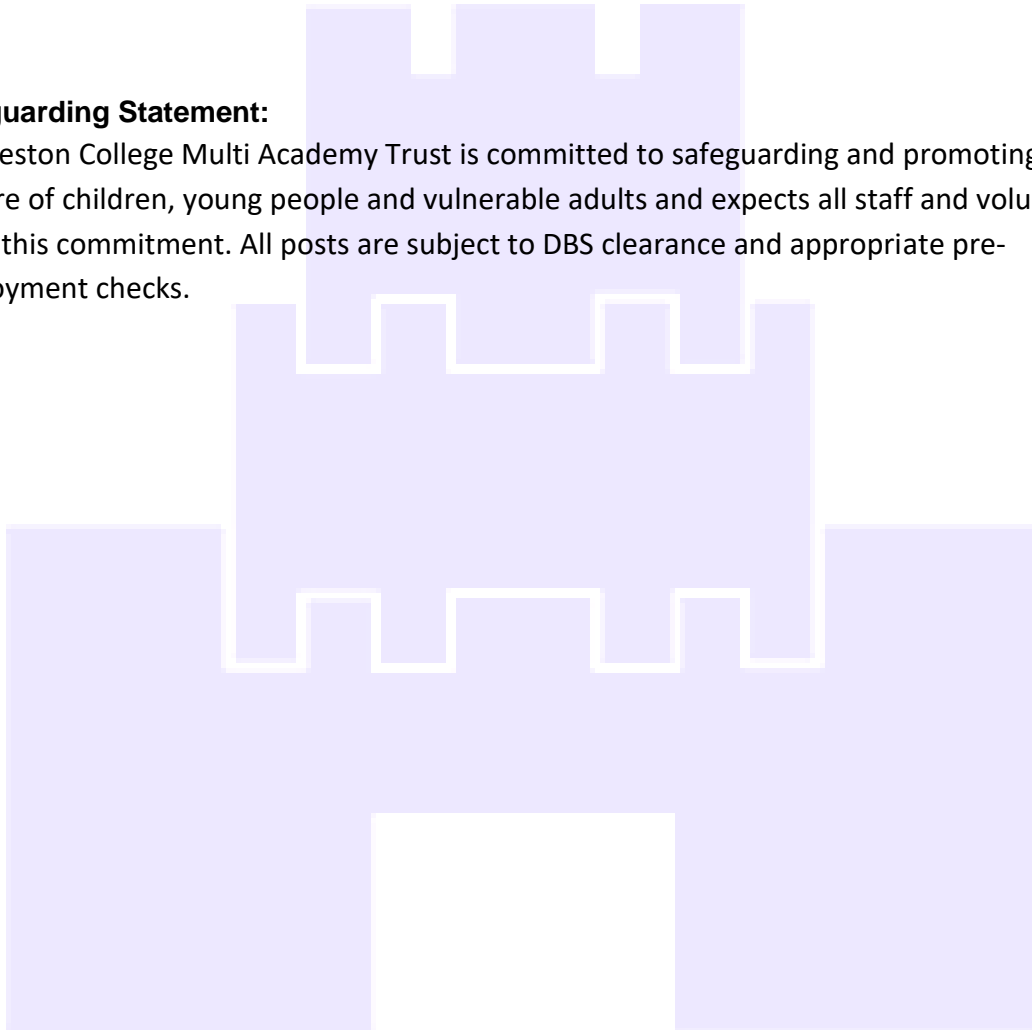 guarding Statement:
eston College Multi Academy Trust is committed to safeguarding and promoting
re of children, young people and vulnerable adults and expects all staff and volu
this commitment. All posts are subject to DBS clearance and appropriate pre-
oyment checks.